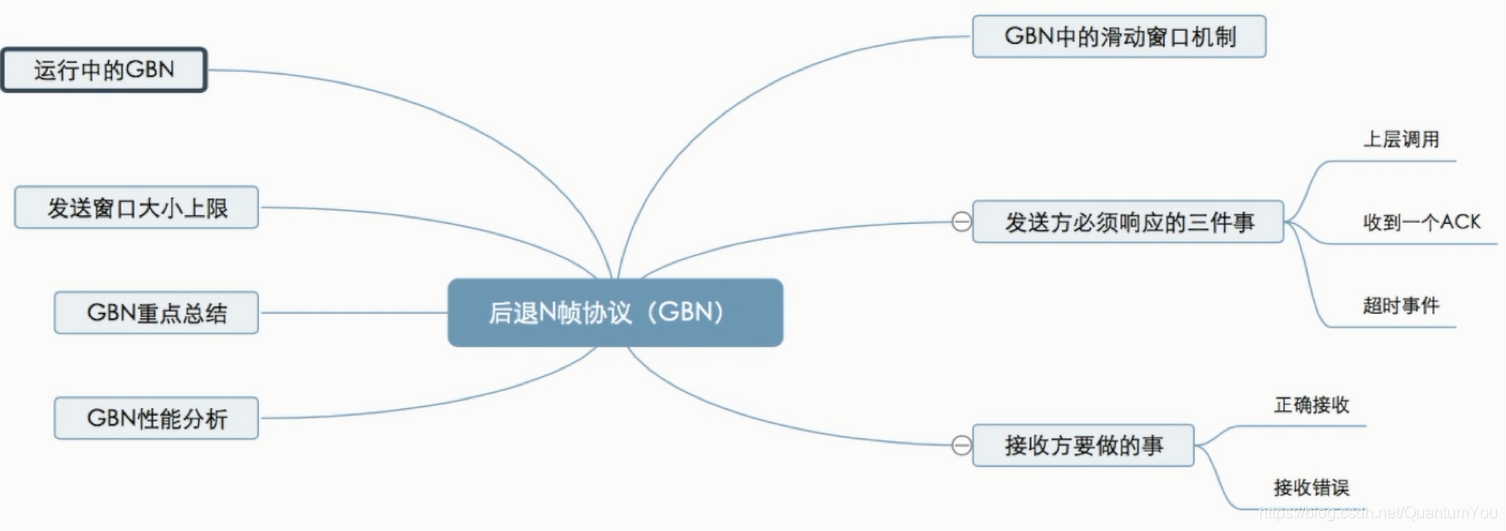 GBN中的滑动窗口机制
运行中的GBN
上层调用
发送窗口大小上限
发送方必须响应的三件事
收到一个ACK
GBN重点总结
后退N帧协议（GBN）
超时事件
GBN性能分析
正确接收
接收方要做的事
接收错误
https://blog.csdn.net/QuantumYou